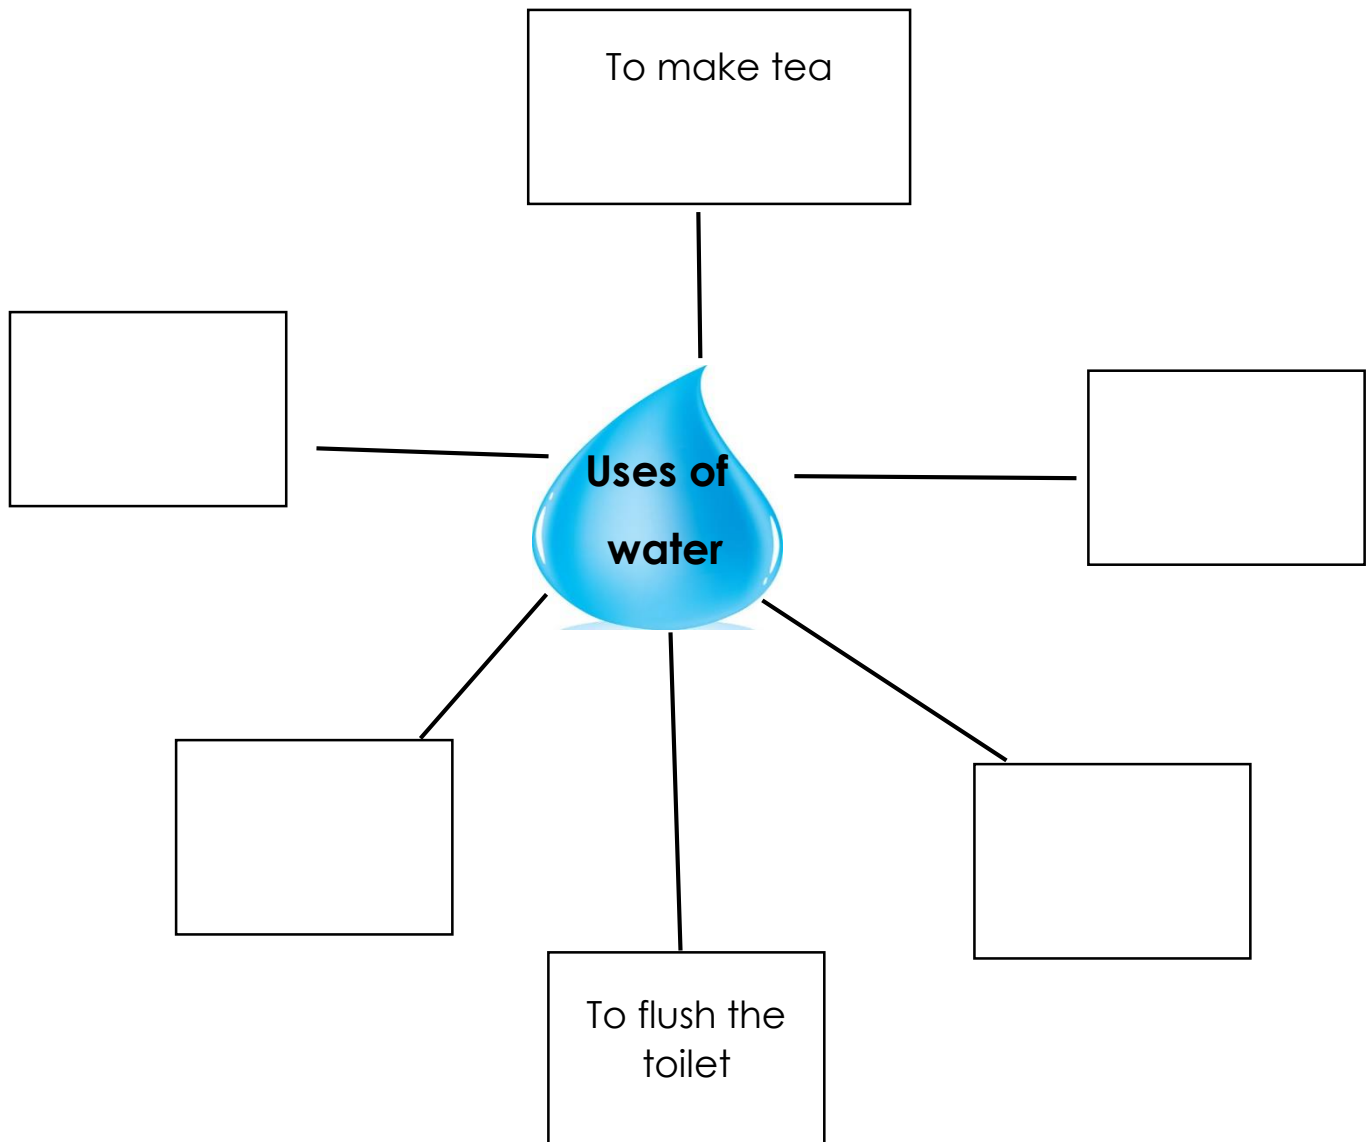 To make tea
Uses of
water
To flush the
toilet